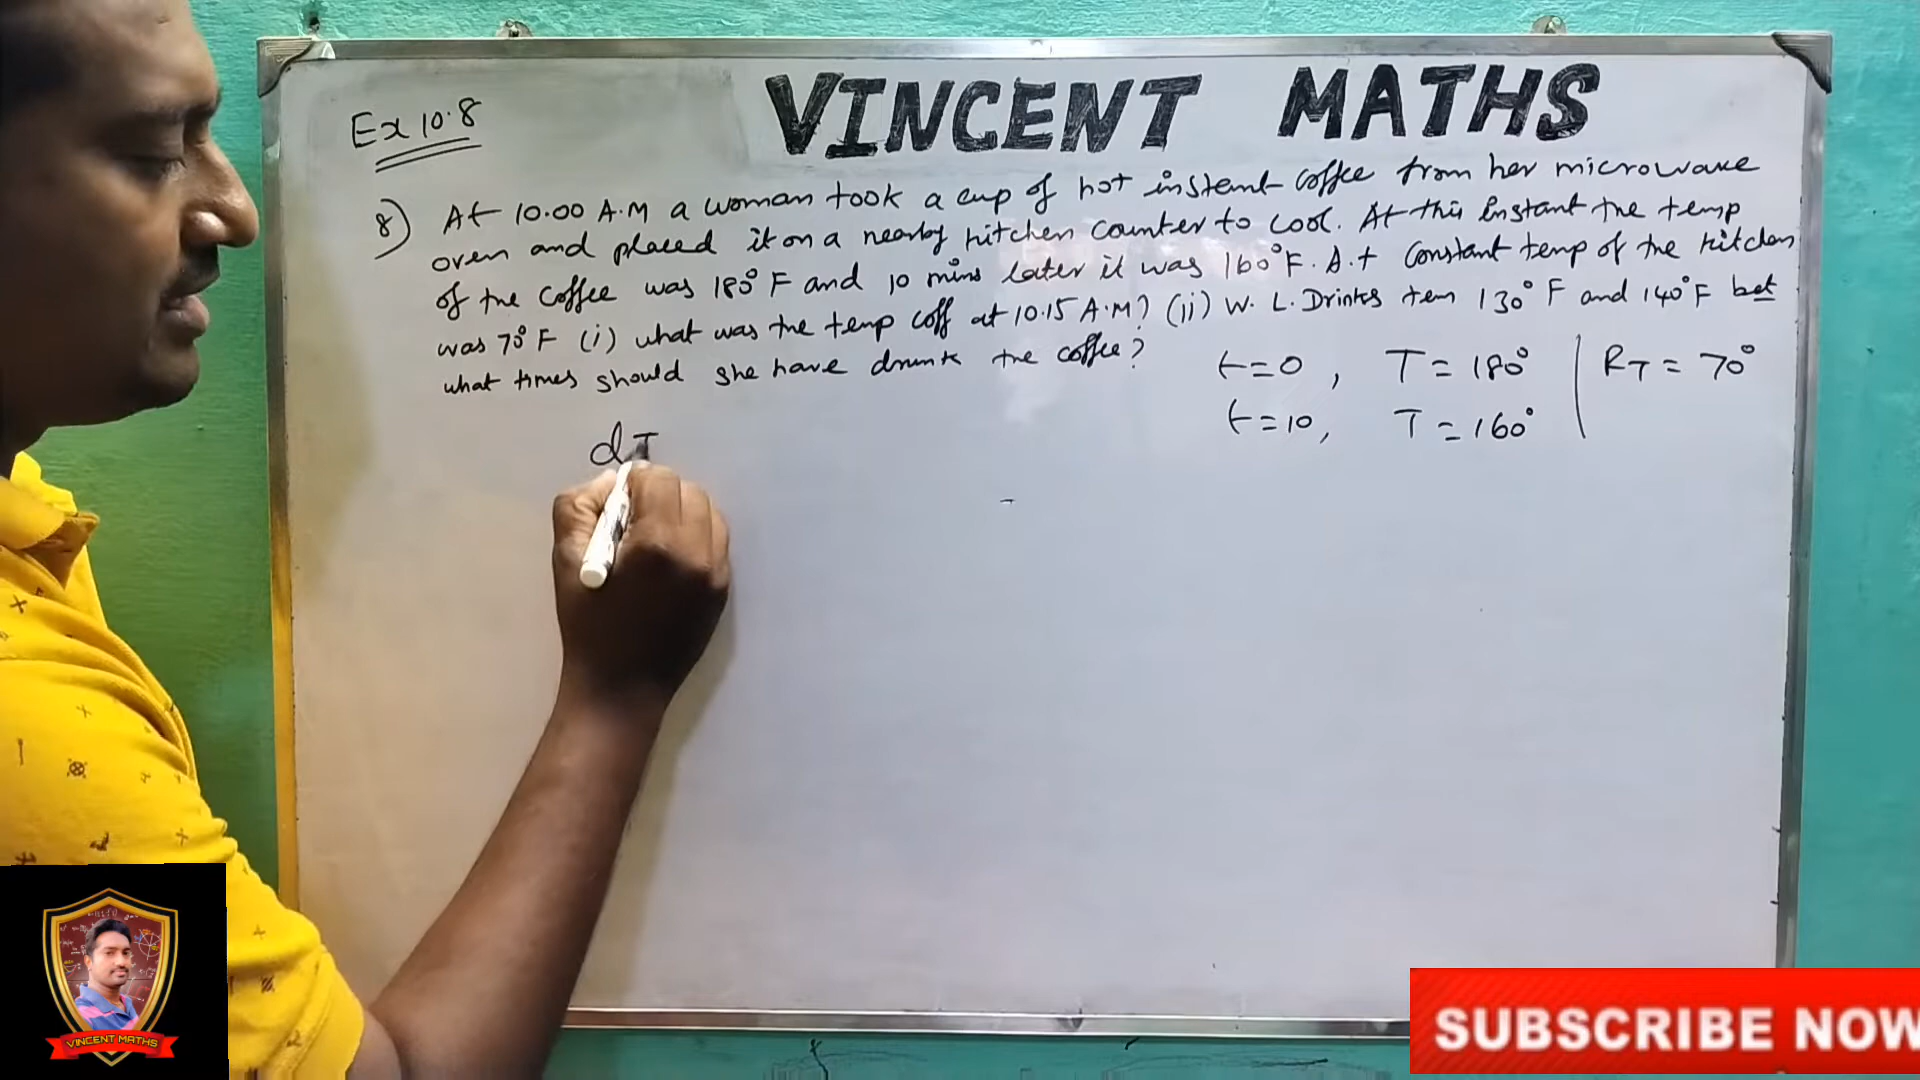 VINCENT MATHS
Ex 10.8
8) At 10.00 A.M a woman took a cup of hot instant coffee from her microwave
oven and placed it on a nearby kitchen counter to cool. At this instant the temp
of the coffee was 180° F and 10 mins later it was 160° F. A.t constant temp of the kitchen
was 70° F (i) what was the temp coff at 10.15 A.M? (ii) W. L. Drinks tem 130° F and 140° F bet
what times should she have drunk the coffee?
t=0, T=180° | RT=70°
t=10, T=160°
dT
VINCENT MATHS
SUBSCRIBE NOW